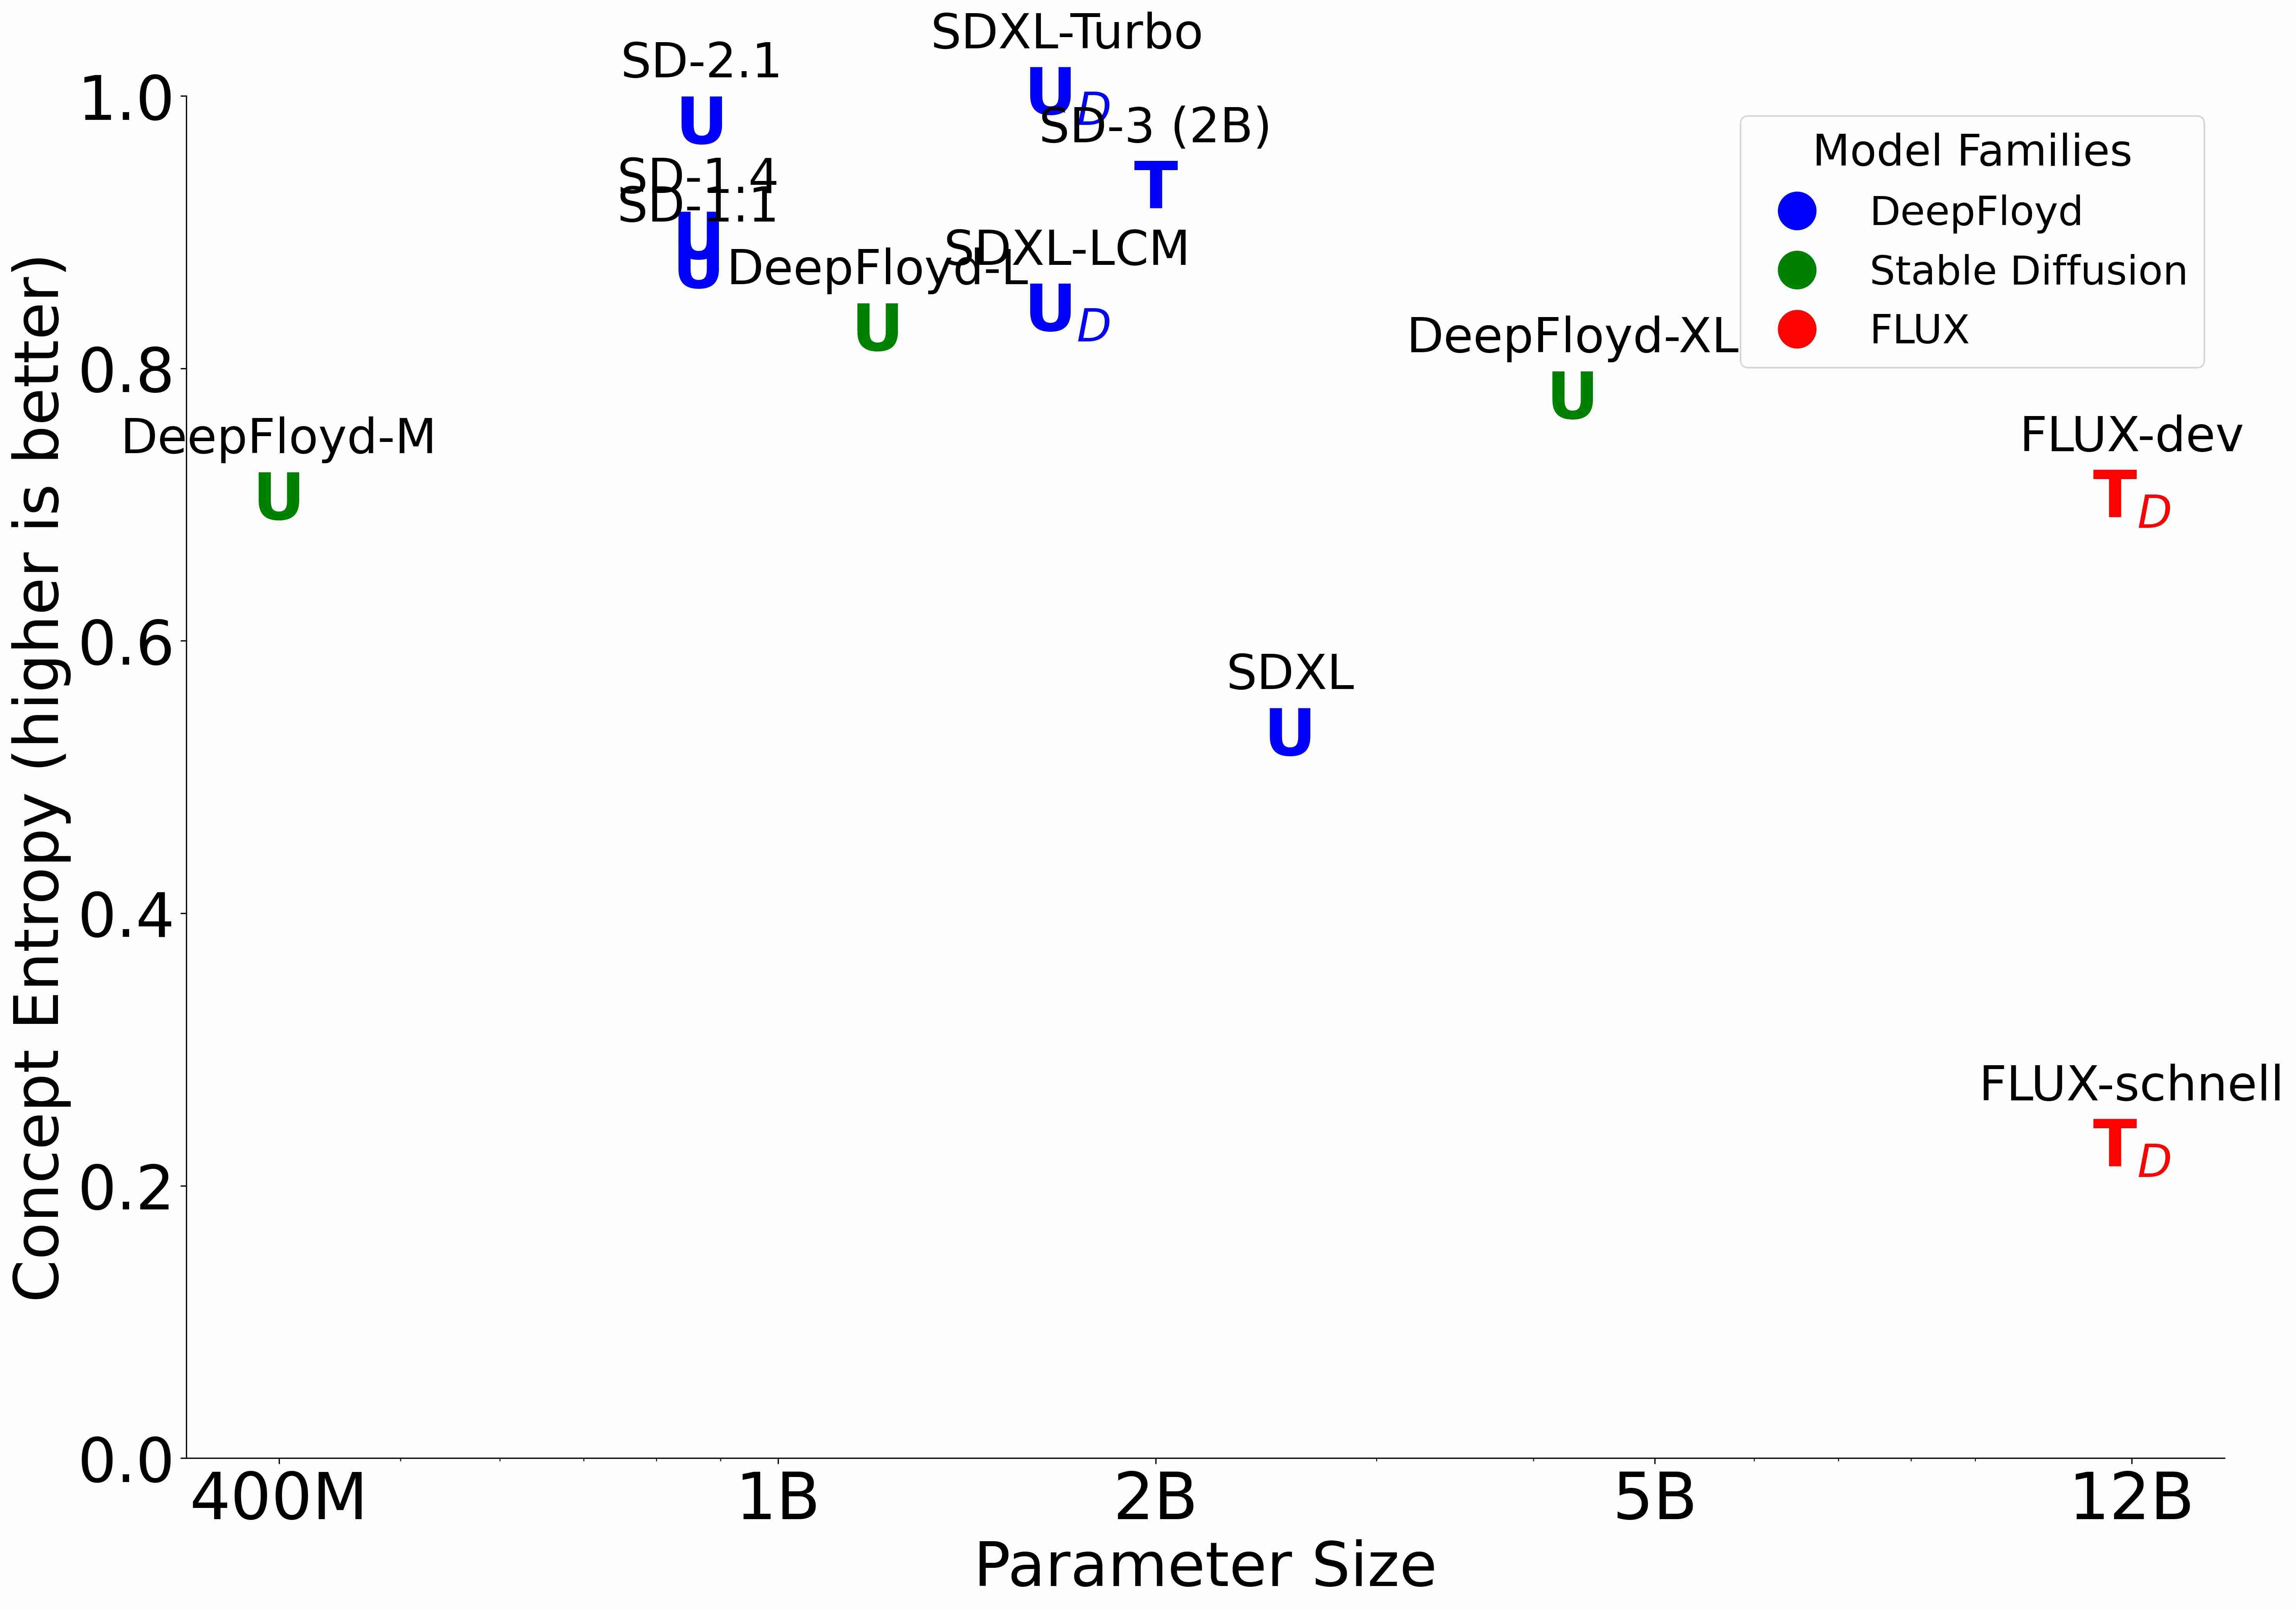 SDXL-Turbo
U_D
SD-2.1
U
SD-3 (2B)
T
SD-1.4
U
SD-1.1
U
SDXL-LCM
U_D
DeepFloyd-L
U
DeepFloyd-XL
U
DeepFloyd-M
U
FLUX-dev
T_D
SDXL
U
FLUX-schnell
T_D
Model Families
DeepFloyd
Stable Diffusion
FLUX
Concept Entropy (higher is better)
1.0
0.8
0.6
0.4
0.2
0.0
400M
1B
2B
5B
12B
Parameter Size